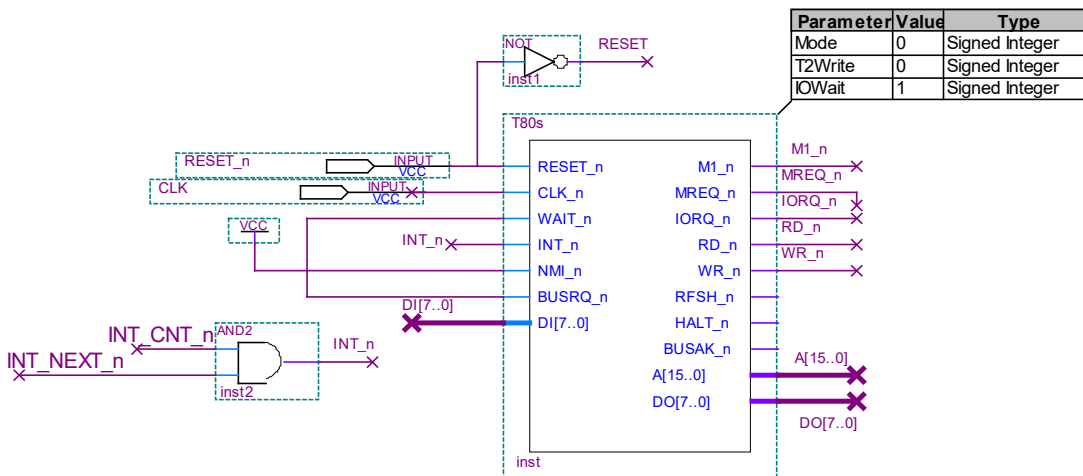 Parameter Value Type
Mode 0 Signed Integer
T2Write 0 Signed Integer
IOWait 1 Signed Integer
NOT
RESET
inst1
T80s
RESET_n
INPUT
VCC
CLK
INPUT
VCC
VCC
INT_n
DI[7..0]
RESET_n
CLK_n
WAIT_n
INT_n
NMI_n
BUSRQ_n
DI[7..0]
M1_n
MREQ_n
IORQ_n
RD_n
WR_n
RFSH_n
HALT_n
BUSAK_n
A[15..0]
DO[7..0]
M1_n
MREQ_n
IORQ_n
RD_n
WR_n
A[15..0]
DO[7..0]
inst
INT_CNT_n
INT_NEXT_n
AND2
INT_n
inst2